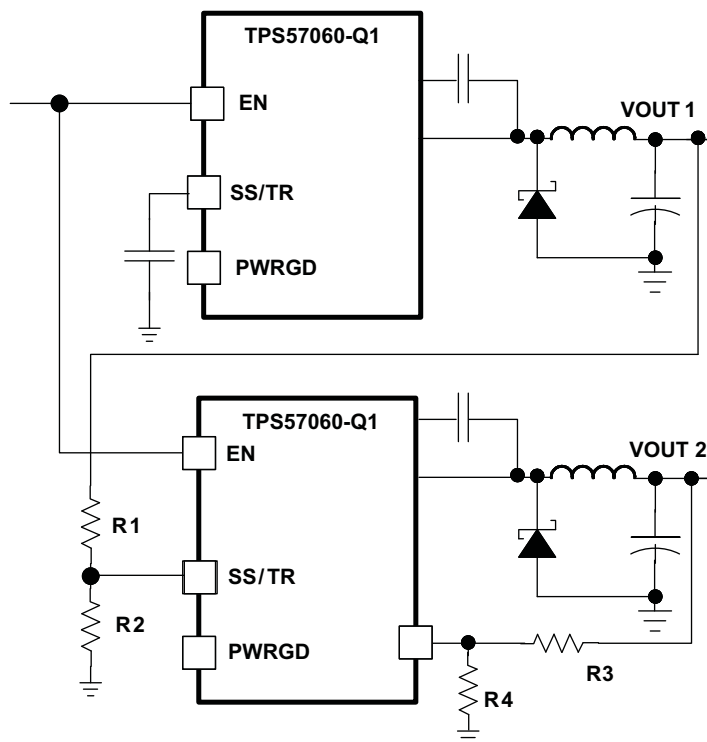 TPS57060-Q1
EN
VOUT 1
SS/TR
PWRGD
TPS57060-Q1
EN
VOUT 2
R1
SS/TR
R2
PWRGD
R3
R4